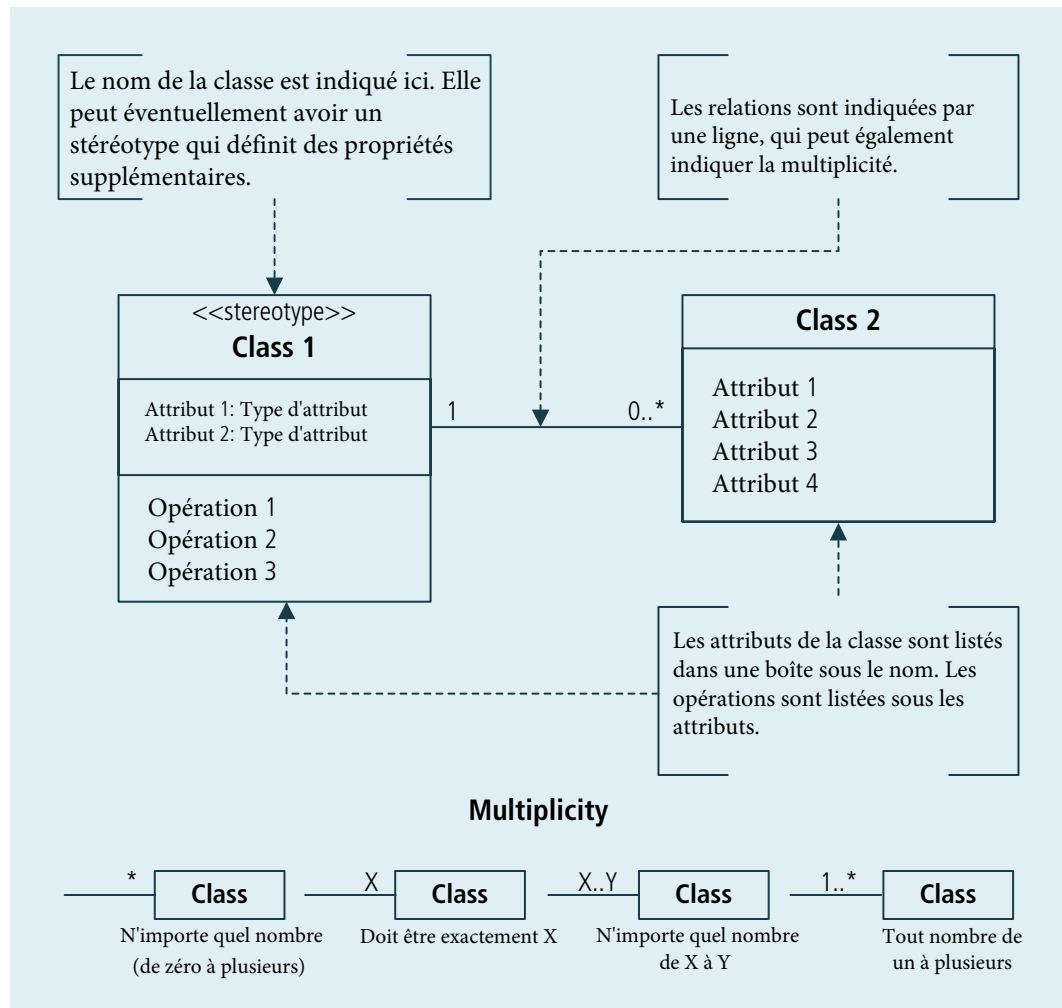 Le nom de la classe est indiqué ici. Elle
peut éventuellement avoir un
stéréotype qui définit des propriétés
supplémentaires.
Les relations sont indiquées par
une ligne, qui peut également
indiquer la multiplicité.
<<stereotype>>
Class 1
Attribut 1: Type d'attribut
Attribut 2: Type d'attribut
Opération 1
Opération 2
Opération 3
1
0..*
Class 2
Attribut 1
Attribut 2
Attribut 3
Attribut 4
Les attributs de la classe sont listés
dans une boîte sous le nom. Les
opérations sont listées sous les
attributs.
Multiplicity
*
Class
N'importe quel nombre
(de zéro à plusieurs)
X
Class
Doit être exactement X
X..Y
Class
N'importe quel nombre
de X à Y
1..*
Class
Tout nombre de
un à plusieurs